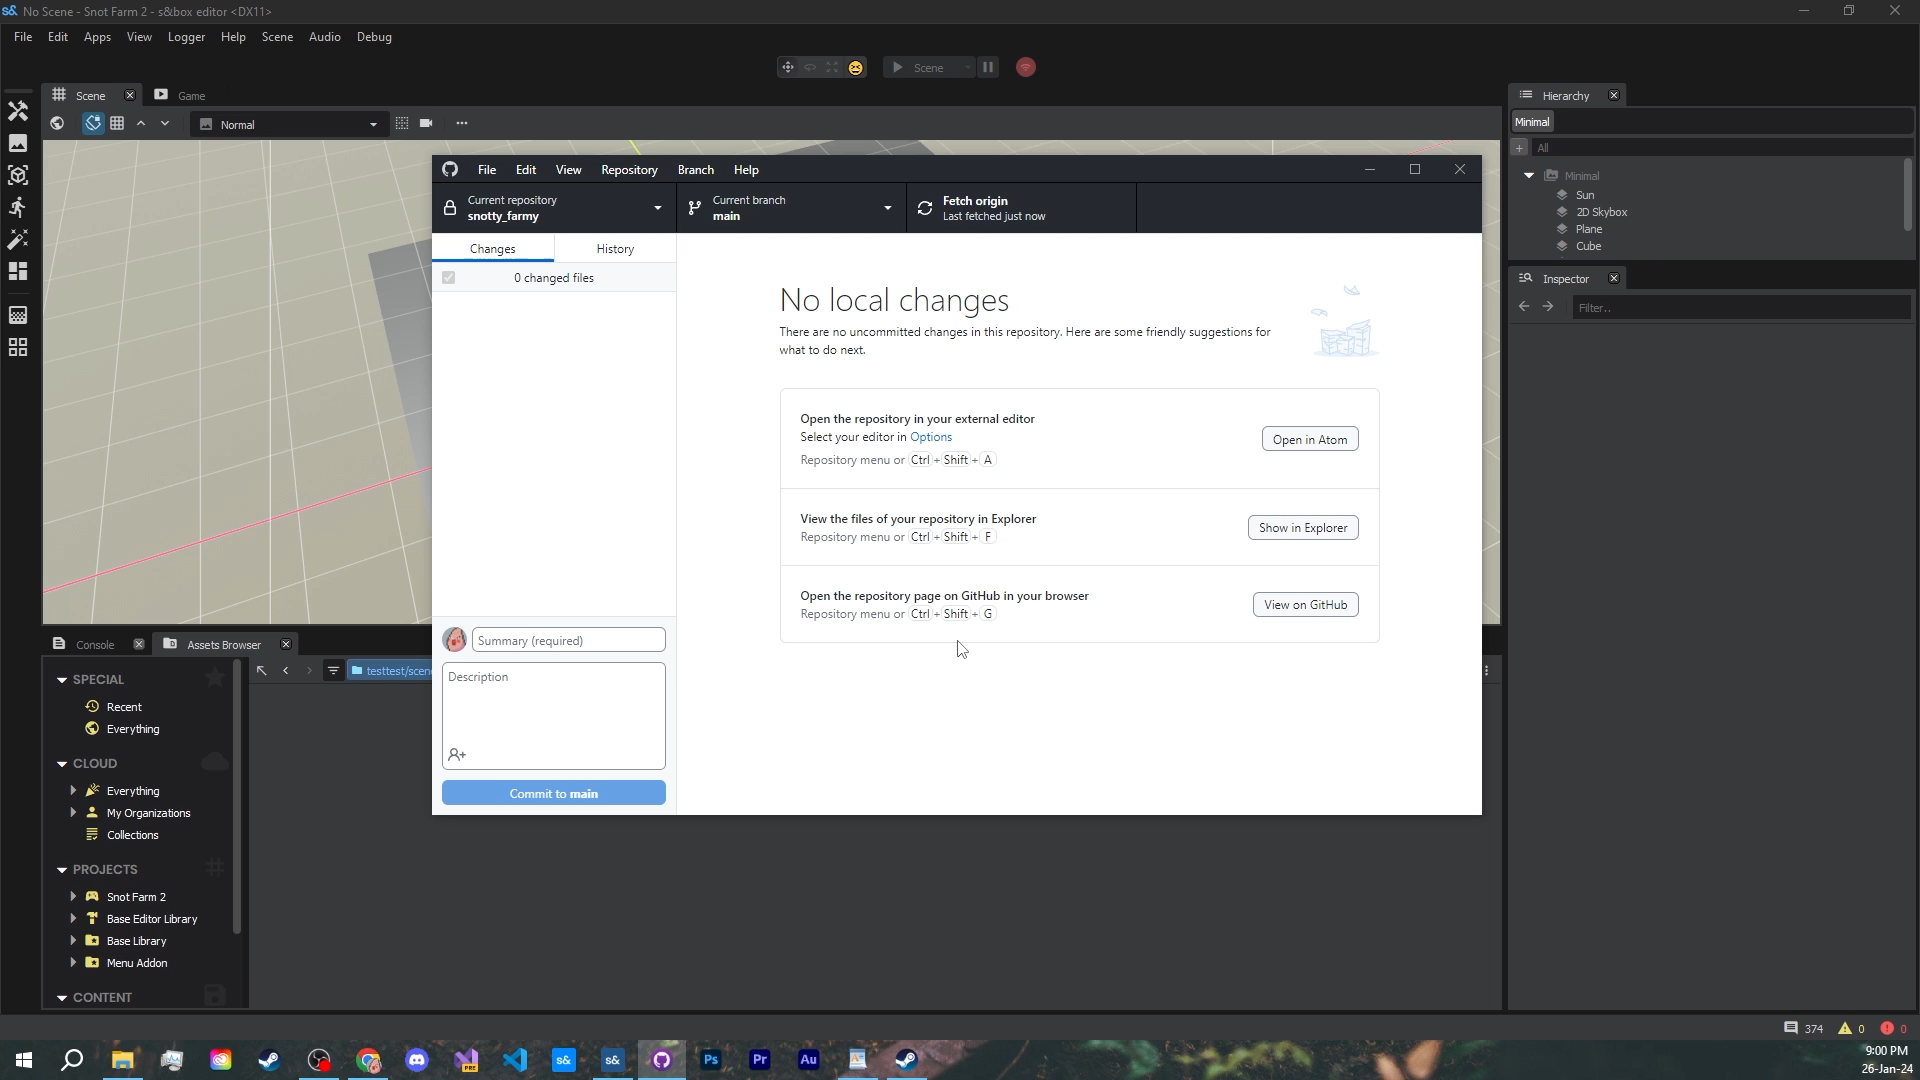 s& No Scene - Snot Farm 2 - s&box editor <DX11>
File Edit Apps View Logger Help Scene Audio Debug
Scene
Scene Game
Normal
Hierarchy
Minimal
All
Minimal
Sun
2D Skybox
Plane
Cube
Inspector
Filter..
File Edit View Repository Branch Help
Current repository
snotty_farmy
Current branch
main
Fetch origin
Last fetched just now
Changes History
0 changed files
No local changes
There are no uncommitted changes in this repository. Here are some friendly suggestions for
what to do next.
Open the repository in your external editor
Select your editor in Options
Repository menu or Ctrl + Shift + A
Open in Atom
View the files of your repository in Explorer
Repository menu or Ctrl + Shift + F
Show in Explorer
Open the repository page on GitHub in your browser
Repository menu or Ctrl + Shift + G
View on GitHub
Summary (required)
Description
Commit to main
Console Assets Browser
testtest/scen
SPECIAL
Recent
Everything
CLOUD
Everything
My Organizations
Collections
PROJECTS
Snot Farm 2
Base Editor Library
Base Library
Menu Addon
CONTENT
374 0 0
PRE s& s& Ps Pr Au
9:00 PM
26-Jan-24